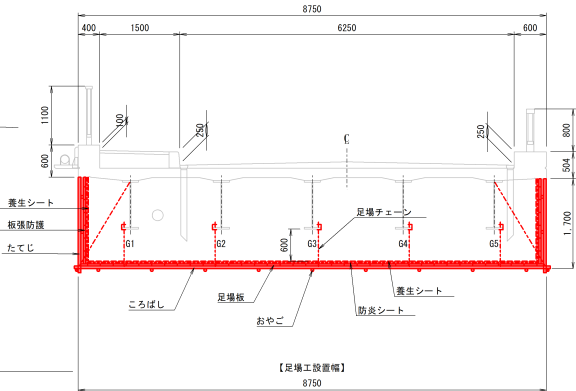 8750
400 1500 6250 600
1100
100
250
250
800
600
504
℄
養生シート
足場チェーン
板張防護
たてじ
G1 G2 G3 G4 G5
600
1,700
ころばし
足場板
おやご
養生シート
防炎シート
【足場工設置幅】
8750